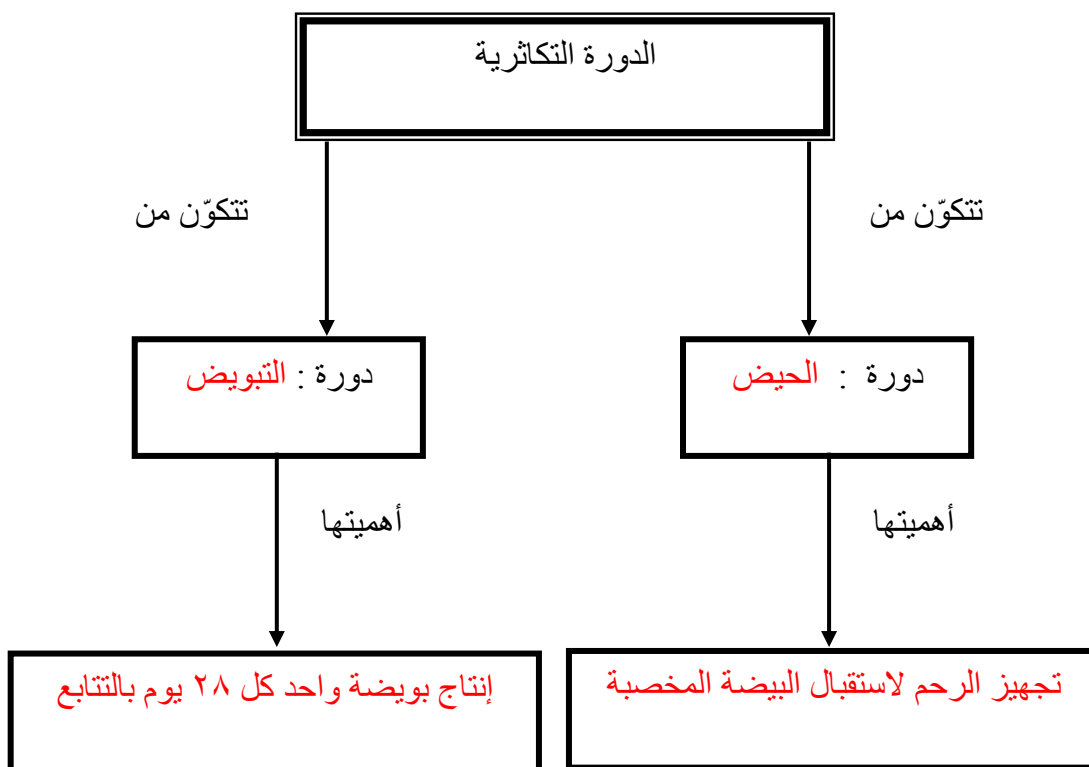 الدورة التكاثرية
تتكوّن من
تتكوّن من
دورة : الحيض
دورة : التبويض
أهميتها
أهميتها
تجهيز الرحم لاستقبال البيضة المخصبة
إنتاج بويضة واحد كل ٢٨ يوم بالتتابع